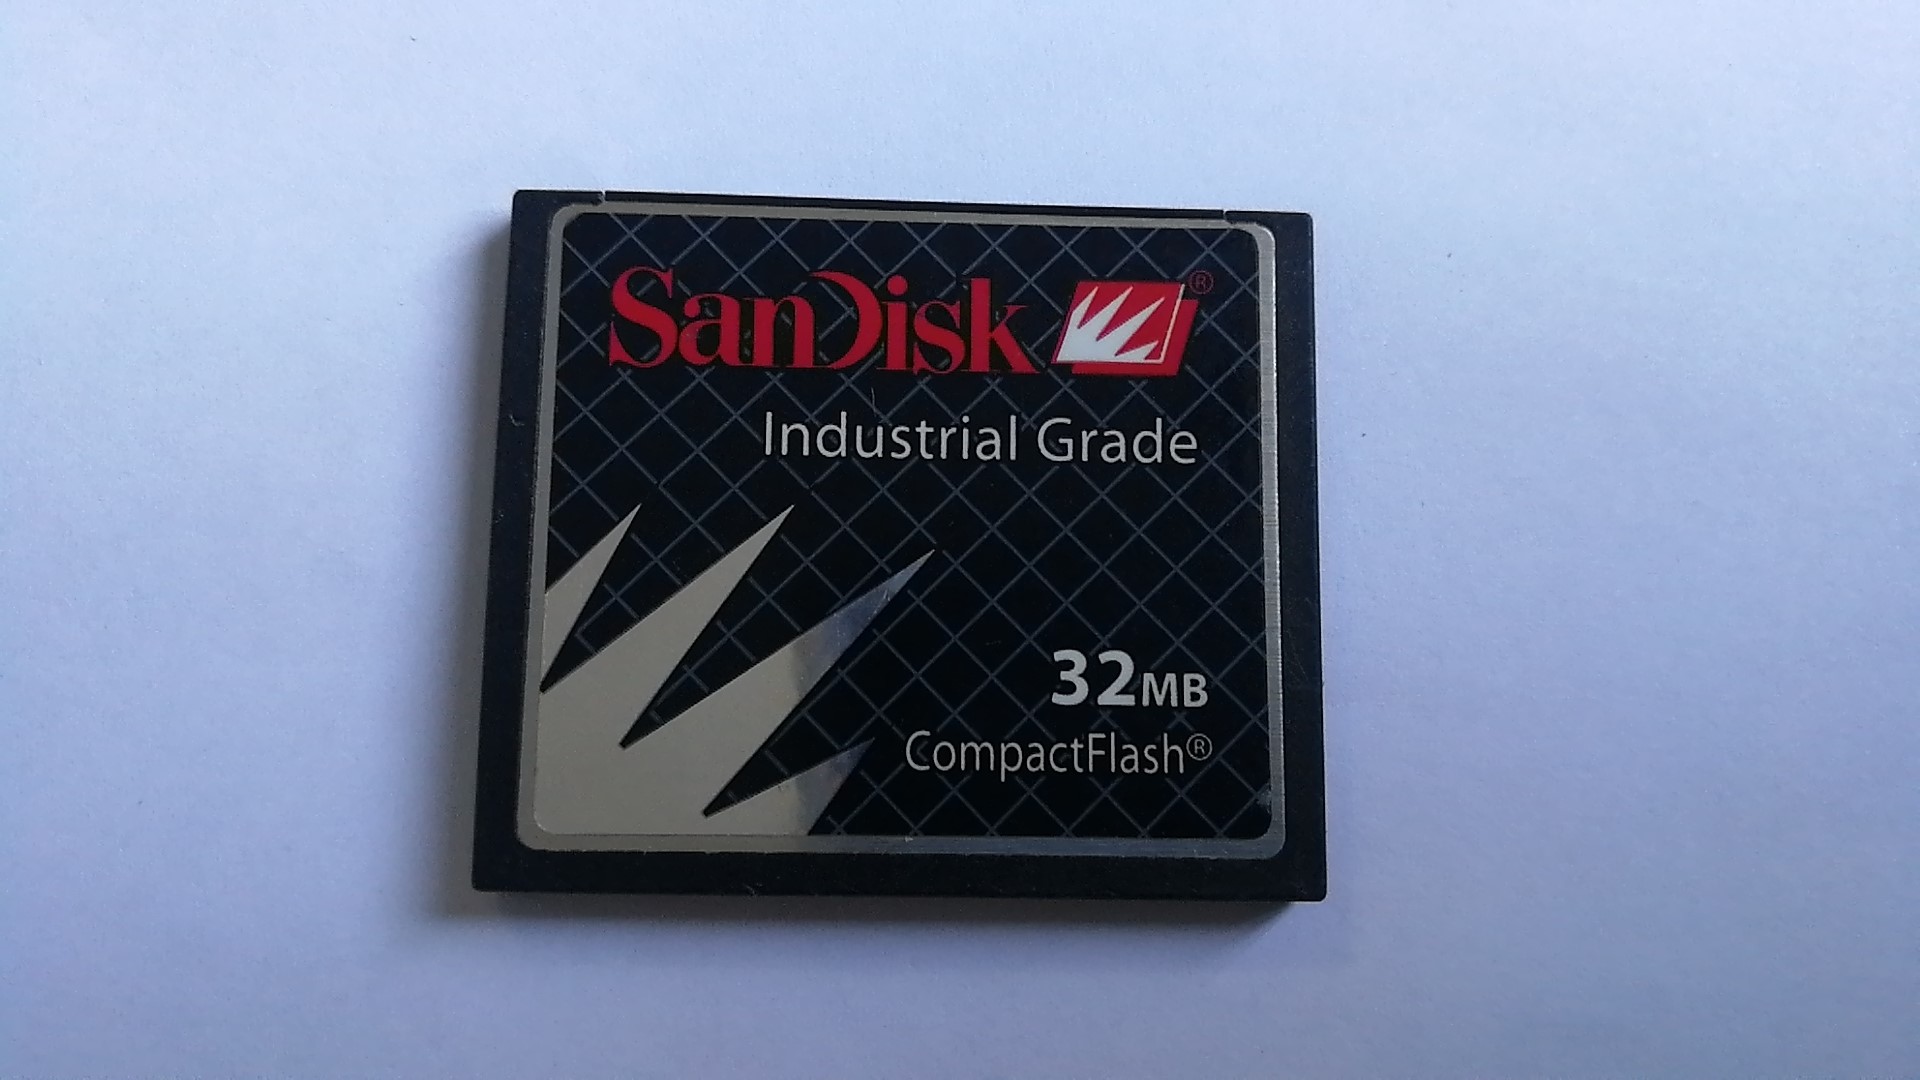 SanDisk ®
Industrial Grade
32MB
CompactFlash®